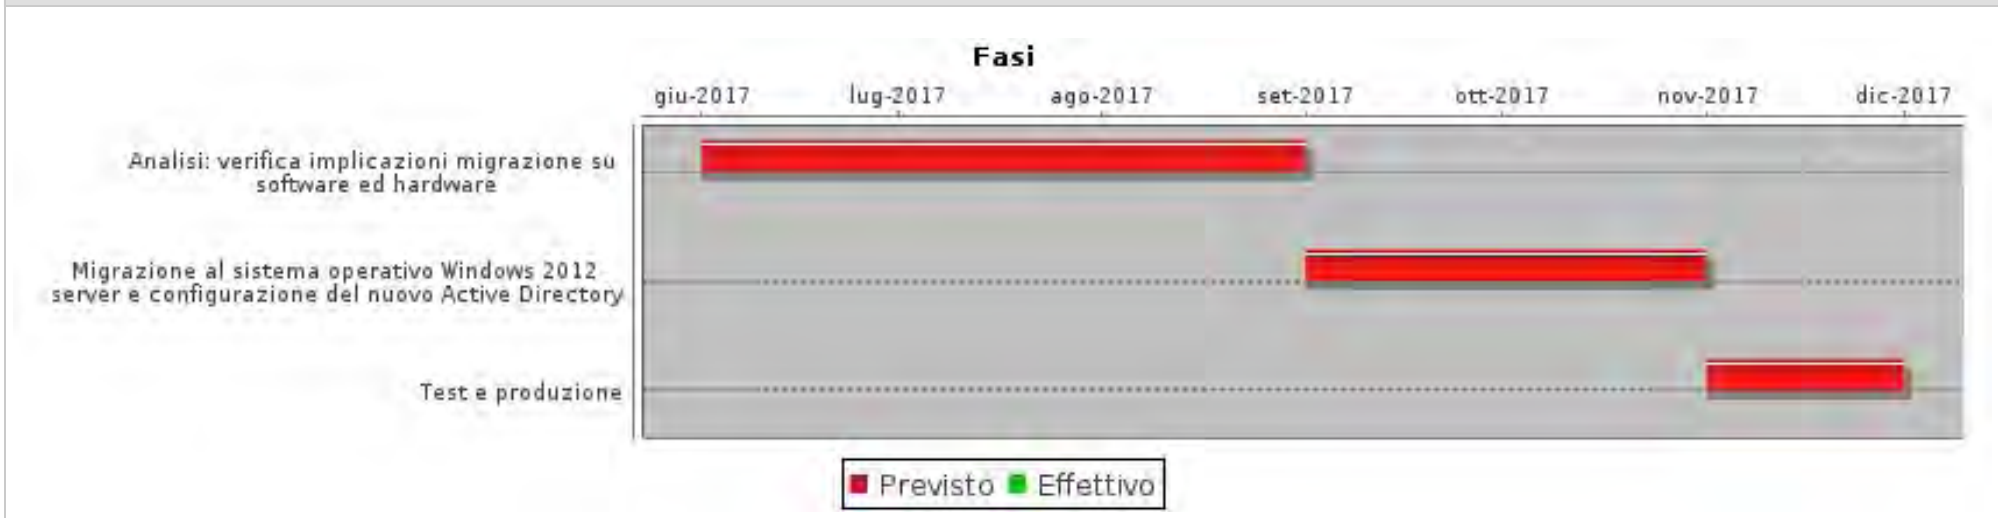 Fasi
giu-2017 lug-2017 ago-2017 set-2017 ott-2017 nov-2017 dic-2017
Analisi: verifica implicazioni migrazione su
software ed hardware
Migrazione al sistema operativo Windows 2012
server e configurazione del nuovo Active Directory
Test e produzione
Previsto Effettivo